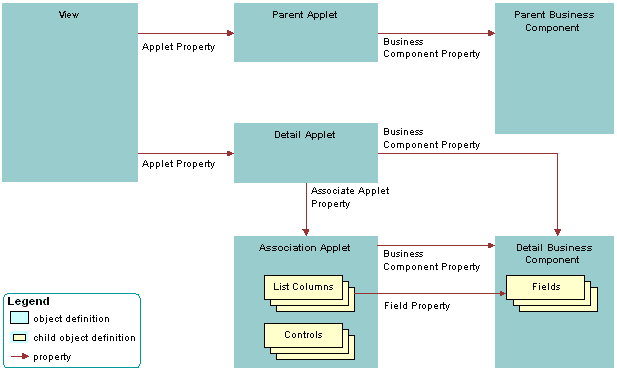 View
Parent Applet
Parent Business
Component
Applet Property
Business
Component Property
Detail Applet
Business
Component Property
Applet Property
Associate Applet
Property
Association Applet
Business
Component Property
Detail Business
Component
List Columns
Fields
Field Property
Controls
Legend
object definition
child object definition
property